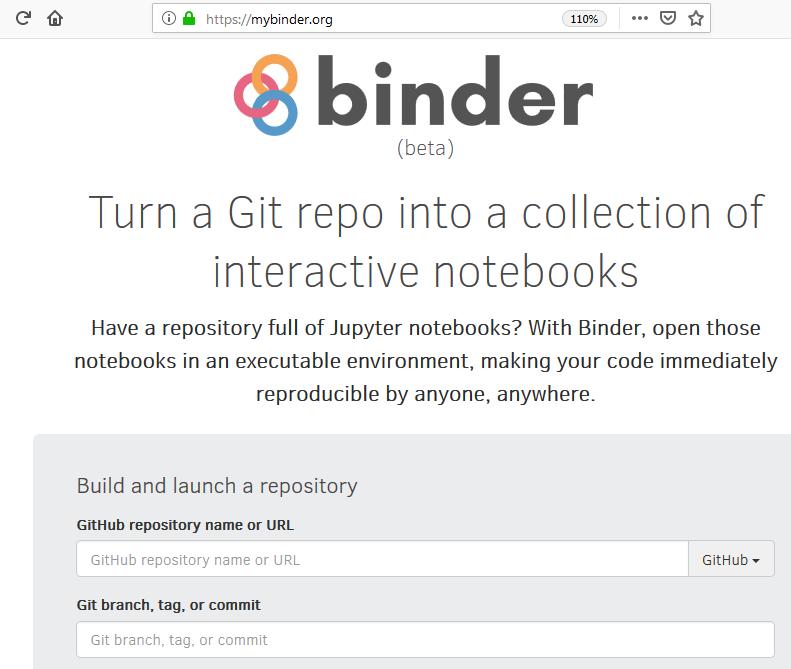 https://mybinder.org
110%
binder
(beta)
Turn a Git repo into a collection of
interactive notebooks
Have a repository full of Jupyter notebooks? With Binder, open those
notebooks in an executable environment, making your code immediately
reproducible by anyone, anywhere.
Build and launch a repository
GitHub repository name or URL
GitHub repository name or URL
GitHub
Git branch, tag, or commit
Git branch, tag, or commit